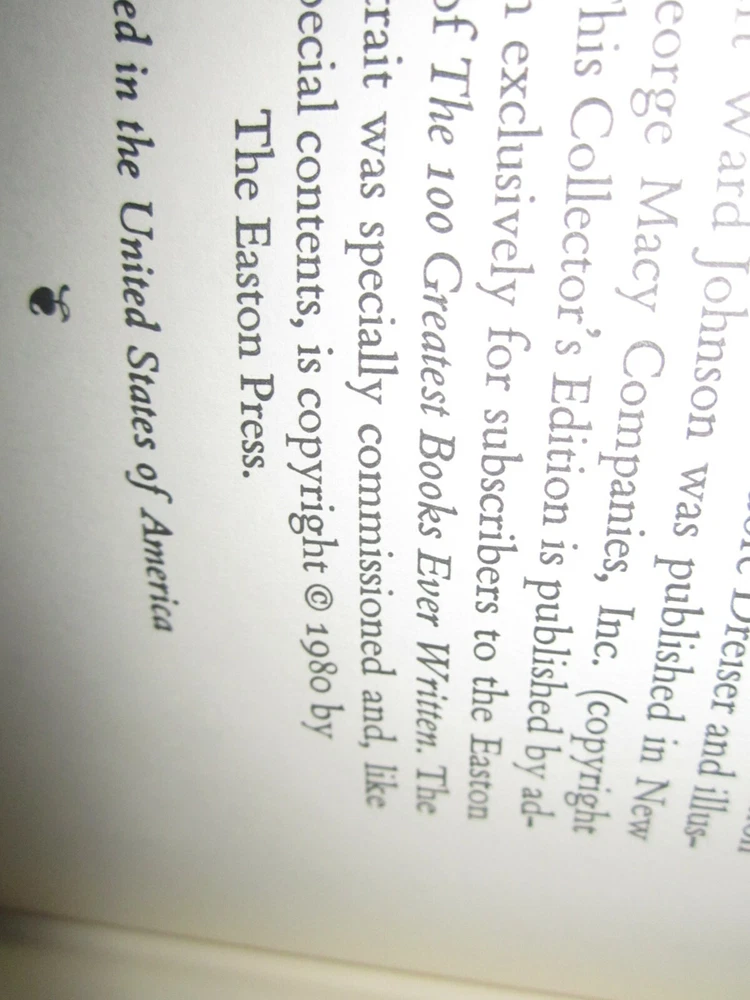 Dreiser and illus-
Ward Johnson was published in New
eorge Macy Companies, Inc. (copyright
his Collector's Edition is published by ad-
n exclusively for subscribers to the Easton
of The 100 Greatest Books Ever Written. The
rait was specially commissioned and, like
pecial contents, is copyright © 1980 by
The Easton Press.
ed in the United States of America